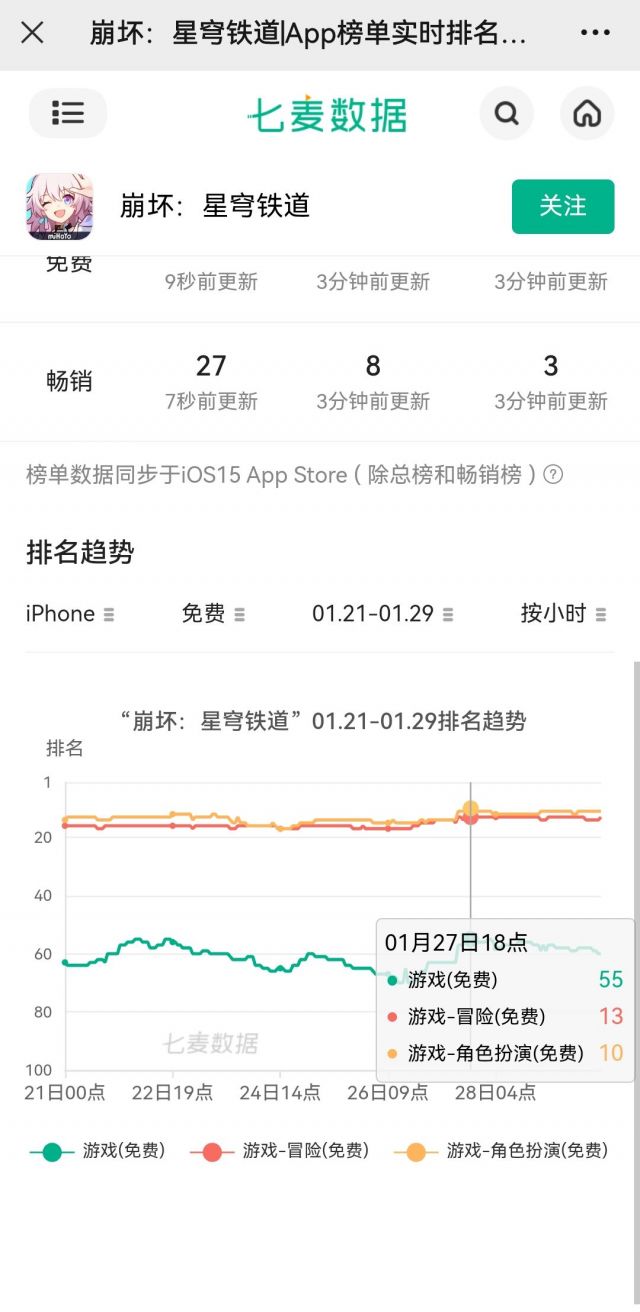 崩坏：星穹铁道|App榜单实时排名...
七麦数据
miHoYo
崩坏：星穹铁道
关注
免费
9秒前更新 3分钟前更新 3分钟前更新
畅销
27 8 3
7秒前更新 3分钟前更新 3分钟前更新
榜单数据同步于iOS15 App Store ( 除总榜和畅销榜 ) ?
排名趋势
iPhone 免费 01.21-01.29 按小时
“崩坏：星穹铁道”01.21-01.29排名趋势
排名
1
20
40
60
80
100
01月27日18点
游戏(免费) 55
游戏-冒险(免费) 13
游戏-角色扮演(免费) 10
七麦数据
21日00点 22日19点 24日14点 26日09点 28日04点
游戏(免费) 游戏-冒险(免费) 游戏-角色扮演(免费)